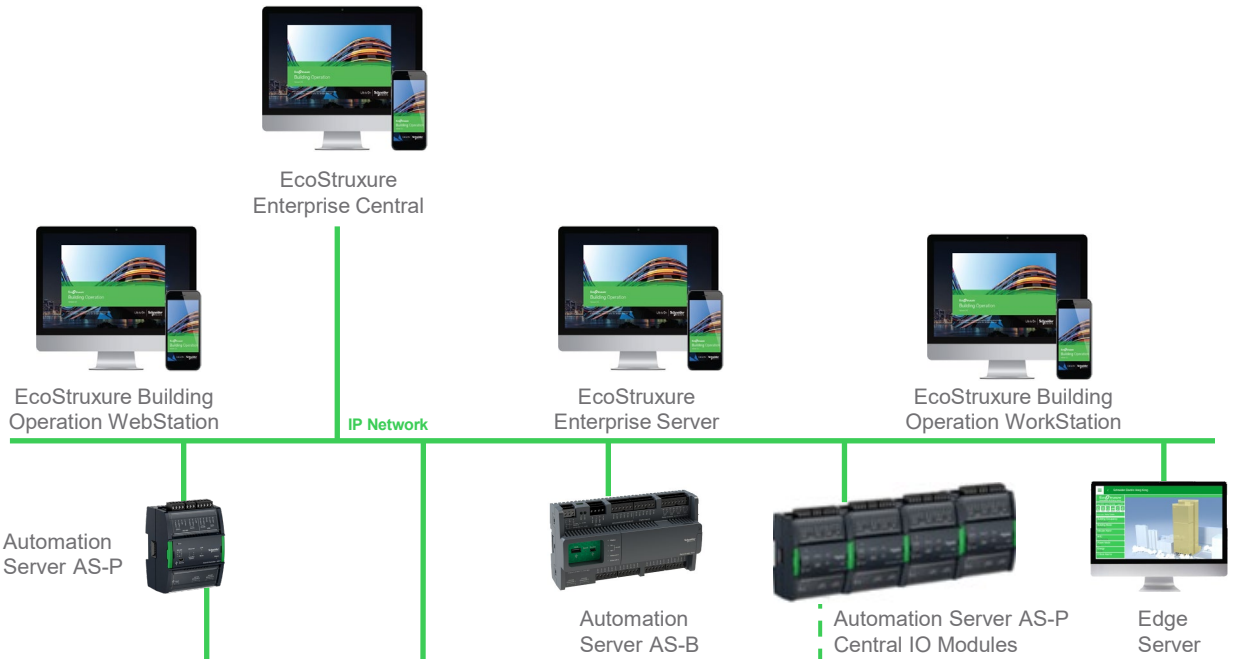 EcoStruxure
Enterprise Central
EcoStruxure Building
Operation WebStation
EcoStruxure
Enterprise Server
EcoStruxure Building
Operation WorkStation
IP Network
Automation
Server AS-P
Automation
Server AS-B
Automation Server AS-P
Central IO Modules
Edge
Server